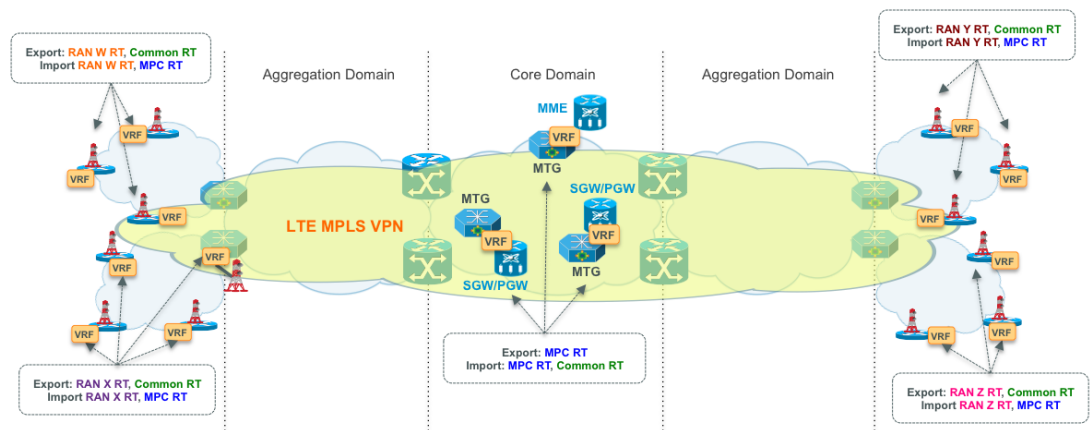 Export: RAN W RT, Common RT
Import RAN W RT, MPC RT
Export: RAN Y RT, Common RT
Import RAN Y RT, MPC RT
Aggregation Domain
Core Domain
Aggregation Domain
MME
VRF
VRF
VRF
MTG
VRF
VRF
SGW/PGW
MTG
VRF
VRF
LTE MPLS VPN
VRF
VRF
VRF
VRF
MTG
VRF
SGW/PGW
VRF
VRF
VRF
VRF
Export: MPC RT
Import: MPC RT, Common RT
Export: RAN X RT, Common RT
Import RAN X RT, MPC RT
Export: RAN Z RT, Common RT
Import RAN Z RT, MPC RT